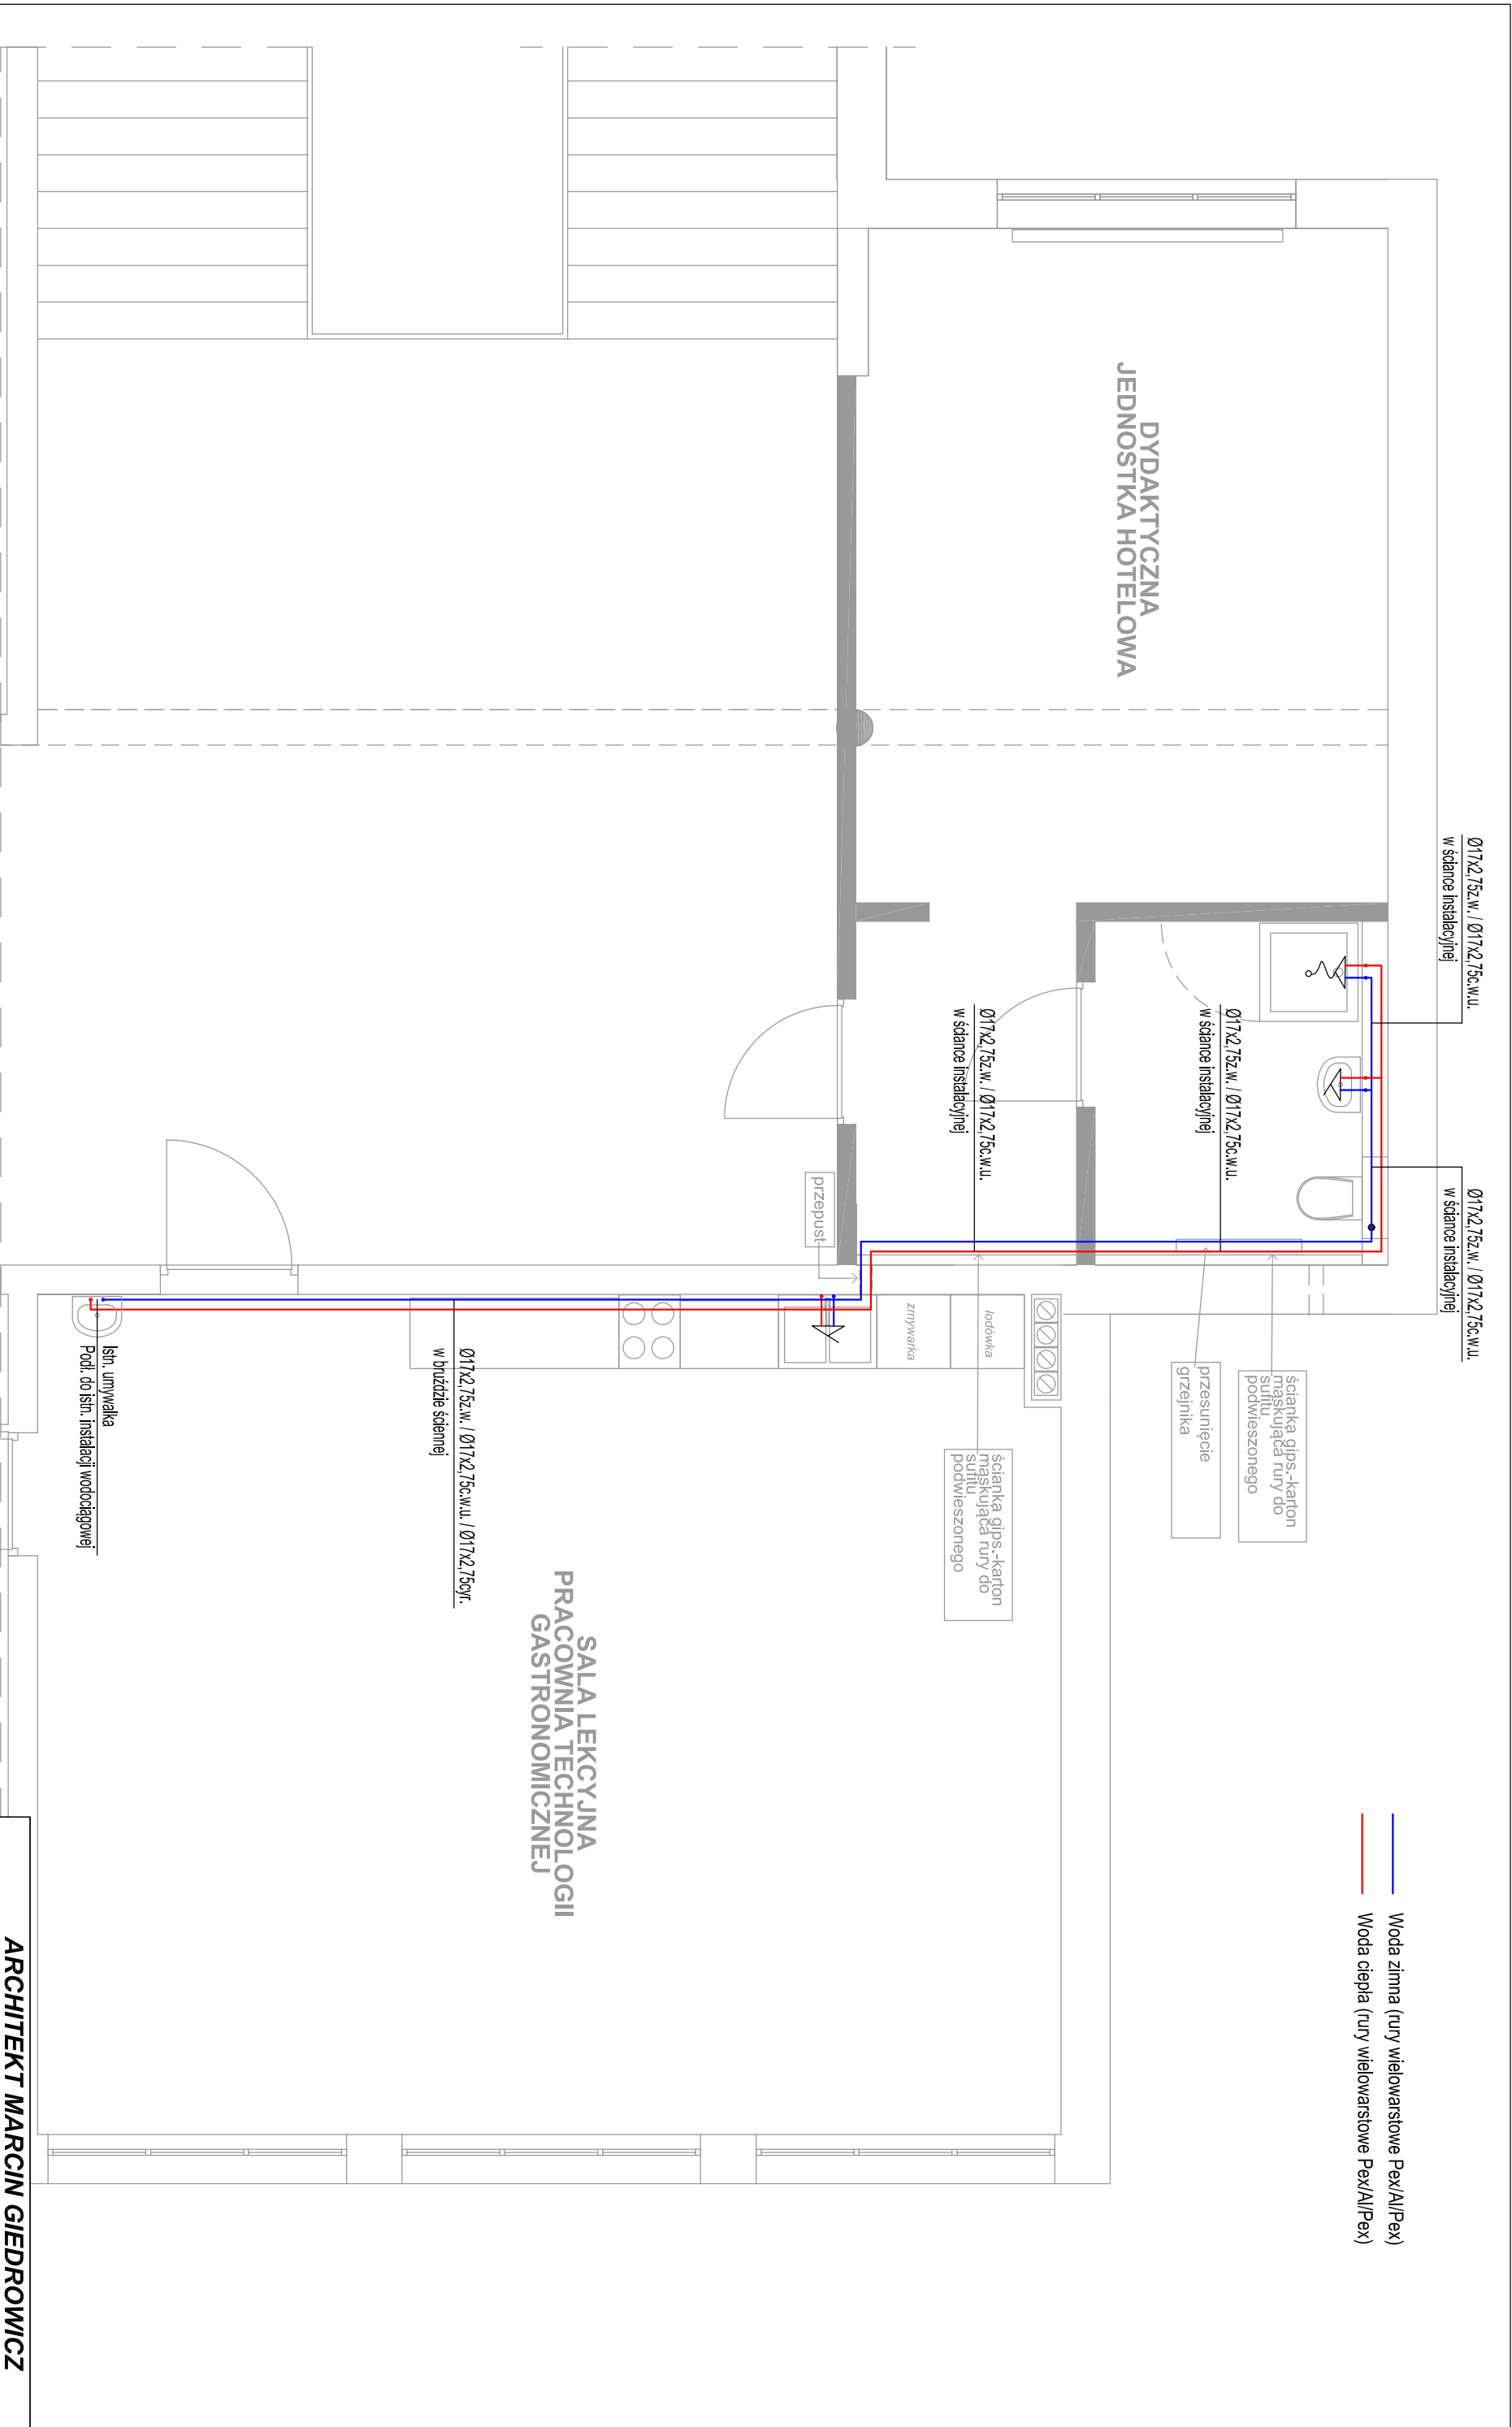 Ø17x2,75z.w. / Ø17x2,75c.w.u.
w ściance instalacyjnej
Ø17x2,75z.w. / Ø17x2,75c.w.u.
w ściance instalacyjnej
Woda zimna (rury wielowarstowe Pex/Al/Pex)
Woda ciepła (rury wielowarstowe Pex/Al/Pex)
ścianka gips.-karton
maskująca rury do
sufitu
podwieszonego
przesunięcie
grzejnika
Ø17x2,75z.w. / Ø17x2,75c.w.u.
w ściance instalacyjnej
DYDAKTYCZNA
JEDNOSTKA HOTELOWA
ścianka gips.-karton
maskująca rury do
sufitu
podwieszonego
Ø17x2,75z.w. / Ø17x2,75c.w.u.
w ściance instalacyjnej
lodówka
zmywarka
przepust
SALA LEKCYJNA
PRACOWNIA TECHNOLOGII
GASTRONOMICZNEJ
Ø17x2,75z.w. / Ø17x2,75c.w.u. / Ø17x2,75cyr.
w bruździe ściennej
Istn. umywalka
Podł. do istn. instalacji wodociągowej
ARCHITEKT MARCIN GIEDROWICZ